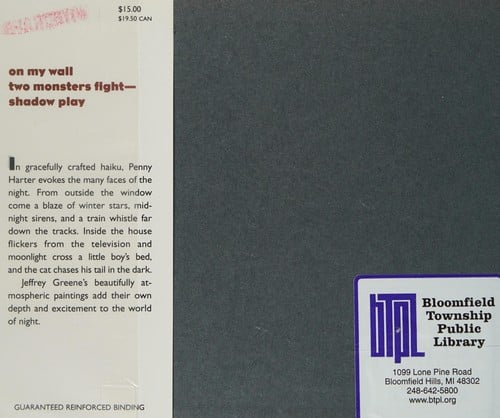 $15.00
$19.50 CAN
on my wall
two monsters fight—
shadow play
In gracefully crafted haiku, Penny
Harter evokes the many faces of the
night. From outside the window
come a blaze of winter stars, mid-
night sirens, and a train whistle far
down the tracks. Inside the house
flickers from the television and
moonlight cross a little boy's bed,
and the cat chases his tail in the dark.
Jeffrey Greene's beautifully at-
mospheric paintings add their own
depth and excitement to the world
of night.
GUARANTEED REINFORCED BINDING
btpl
Bloomfield
Township
Public
Library
1099 Lone Pine Road
Bloomfield Hills, MI 48302
248-642-5800
www.btpl.org